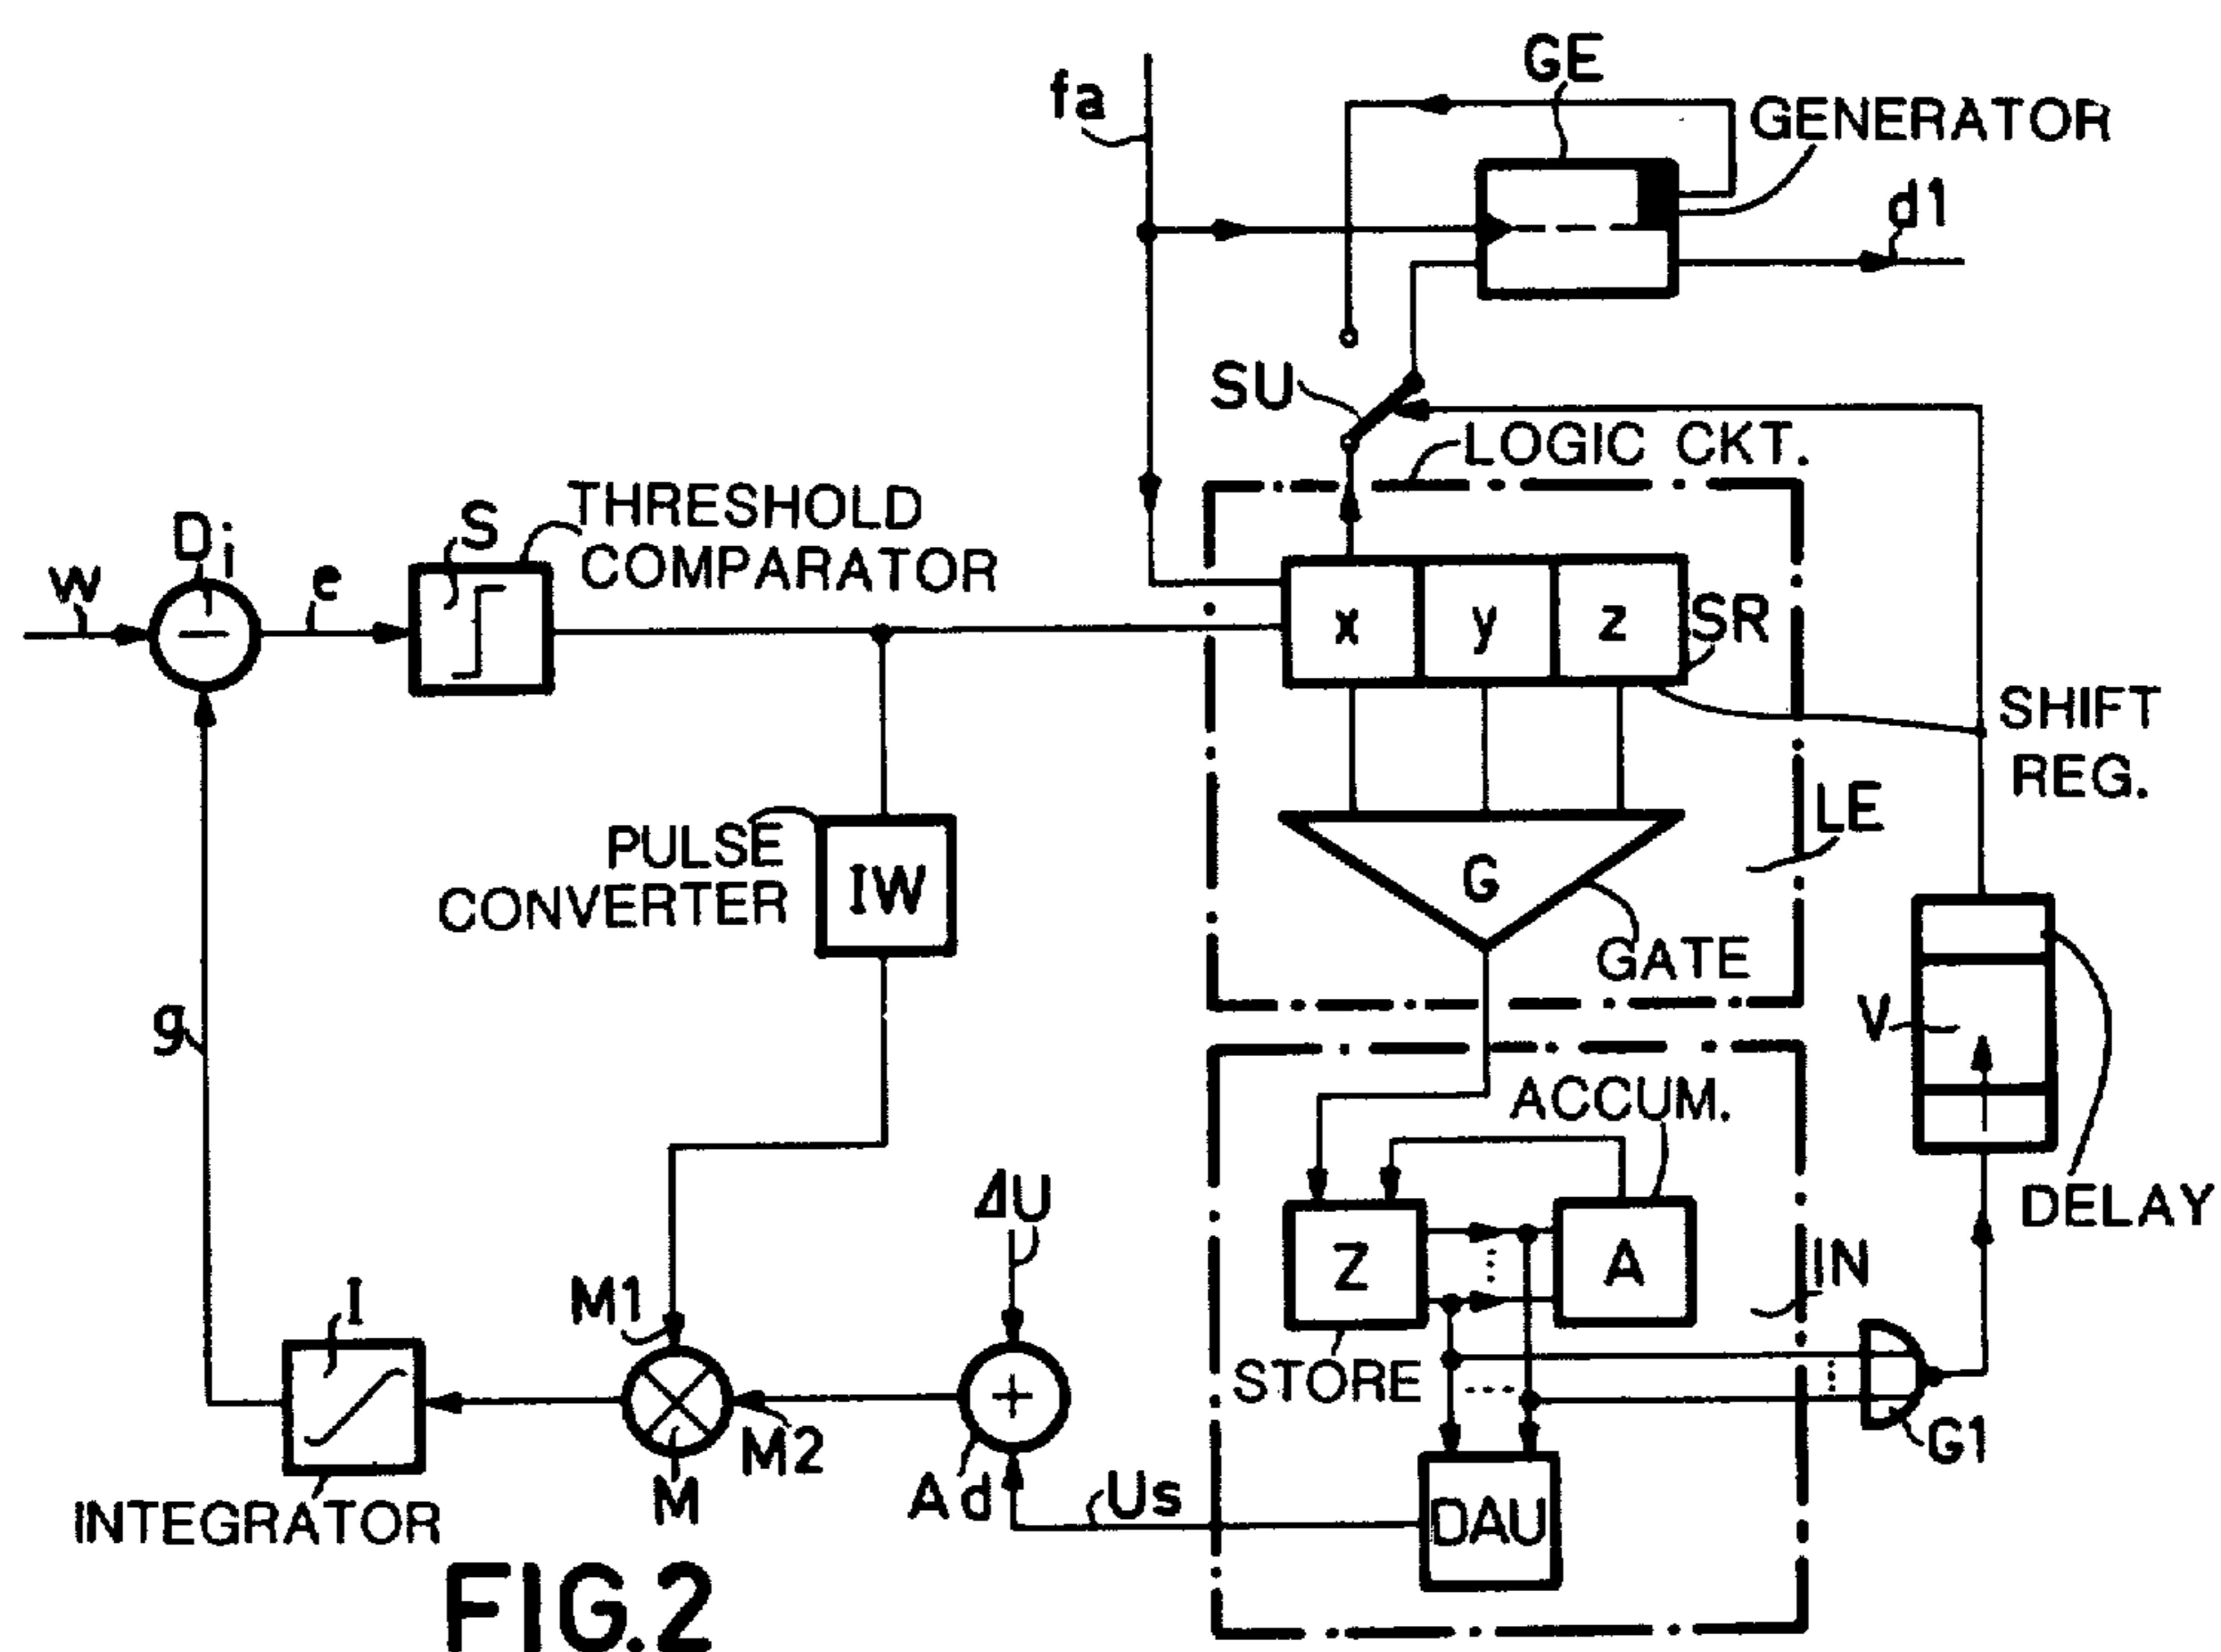 GE
fa
GENERATOR
d1
SU
LOGIC CKT.
Di
S
THRESHOLD
COMPARATOR
w
e
x
y
z
SR
SHIFT
REG.
PULSE
CONVERTER
IW
G
LE
GATE
V
g
ACCUM.
ΔU
DELAY
Z
A
IN
I
M1
STORE
M2
M
Ad
Us
G1
DAU
INTEGRATOR
FIG.2